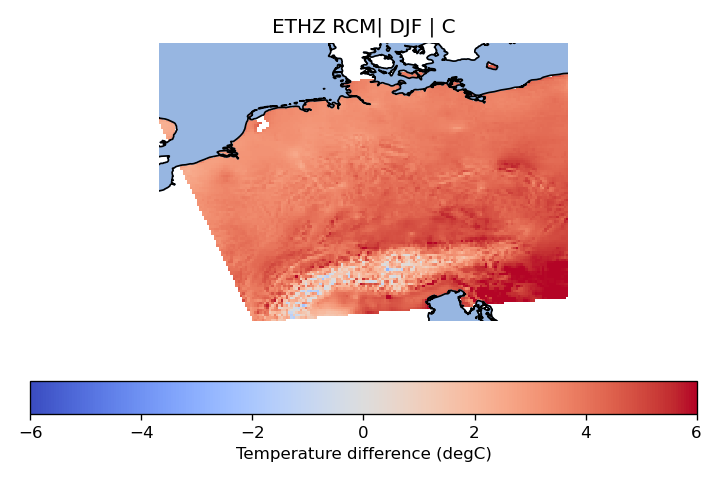 ETHZ RCM| DJF | C
−6 −4 −2 0 2 4 6
Temperature difference (degC)